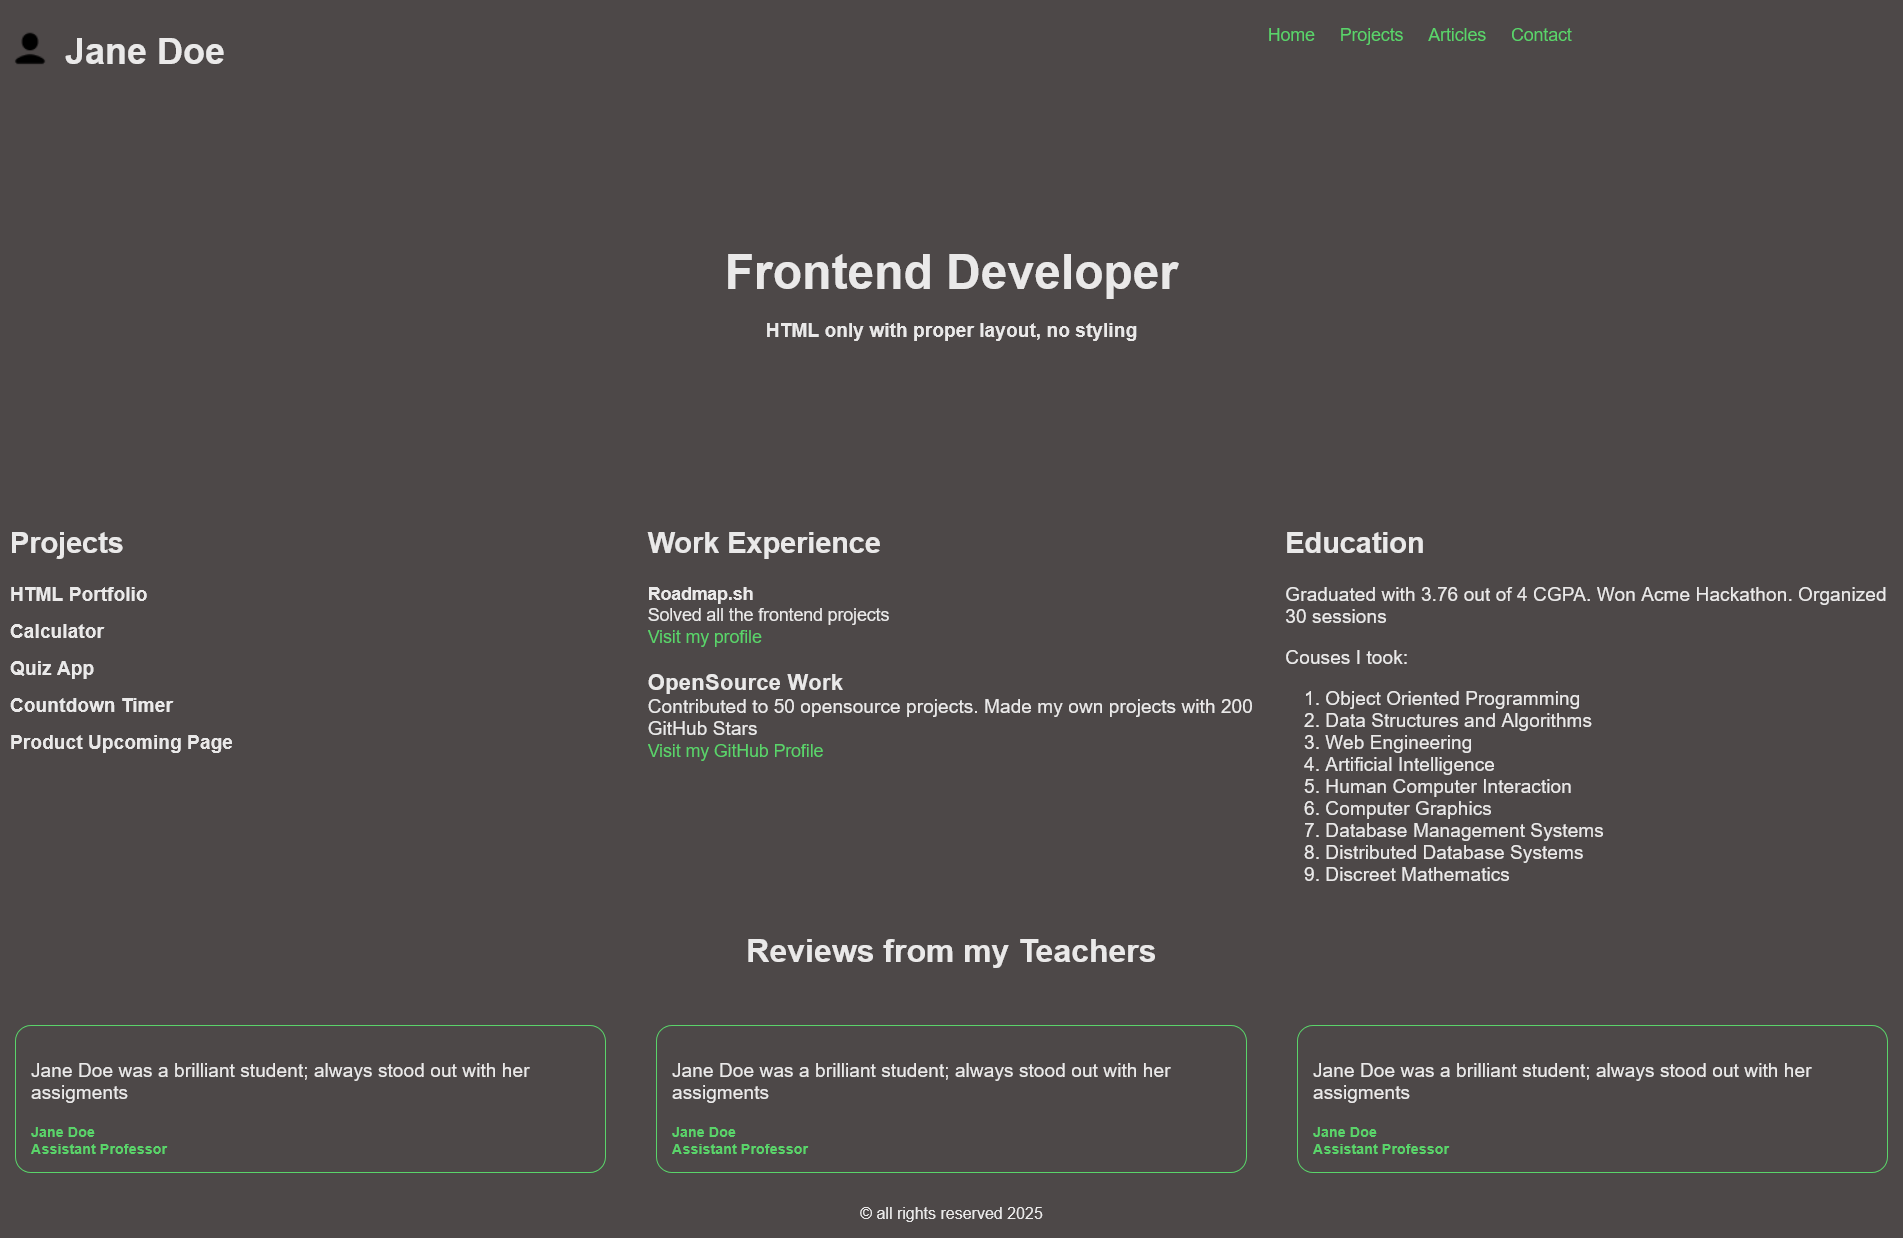 Jane Doe
Home
Projects
Articles
Contact
Frontend Developer
HTML only with proper layout, no styling
Projects
HTML Portfolio
Calculator
Quiz App
Countdown Timer
Product Upcoming Page
Work Experience
Roadmap.sh
Solved all the frontend projects
Visit my profile
OpenSource Work
Contributed to 50 opensource projects. Made my own projects with 200
GitHub Stars
Visit my GitHub Profile
Education
Graduated with 3.76 out of 4 CGPA. Won Acme Hackathon. Organized
30 sessions
Couses I took:
1. Object Oriented Programming
2. Data Structures and Algorithms
3. Web Engineering
4. Artificial Intelligence
5. Human Computer Interaction
6. Computer Graphics
7. Database Management Systems
8. Distributed Database Systems
9. Discreet Mathematics
Reviews from my Teachers
Jane Doe was a brilliant student; always stood out with her
assigments
Jane Doe
Assistant Professor
Jane Doe was a brilliant student; always stood out with her
assigments
Jane Doe
Assistant Professor
Jane Doe was a brilliant student; always stood out with her
assigments
Jane Doe
Assistant Professor
© all rights reserved 2025